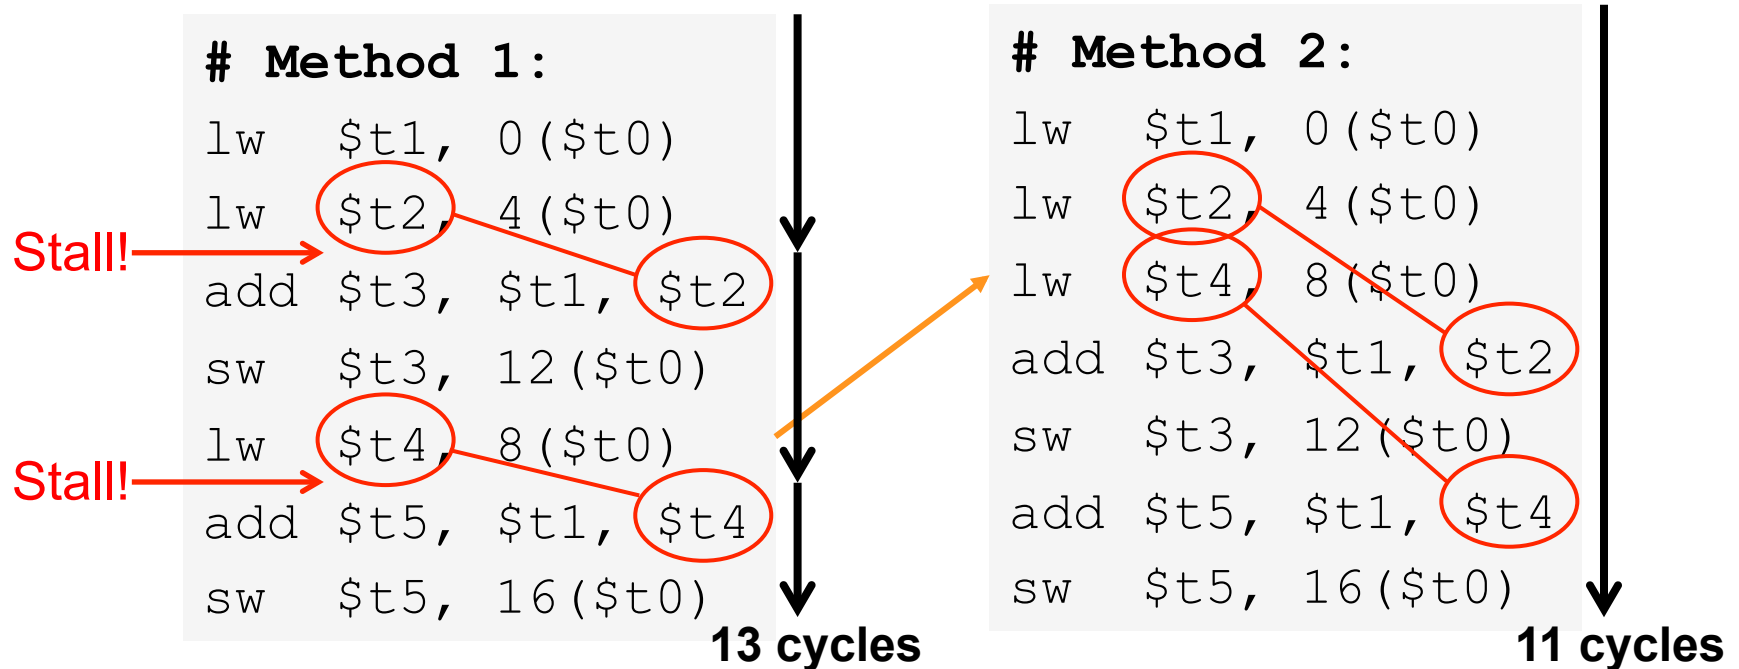 # Method 1:
lw $t1, 0($t0)
lw $t2, 4($t0)
Stall!
add $t3, $t1, $t2
sw $t3, 12($t0)
lw $t4, 8($t0)
Stall!
add $t5, $t1, $t4
sw $t5, 16($t0)
13 cycles
# Method 2:
lw $t1, 0($t0)
lw $t2, 4($t0)
lw $t4, 8($t0)
add $t3, $t1, $t2
sw $t3, 12($t0)
add $t5, $t1, $t4
sw $t5, 16($t0)
11 cycles